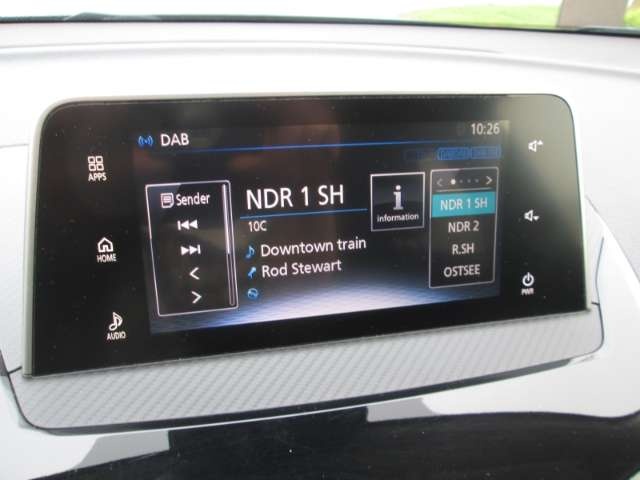 DAB
10:26
APPS
HOME
AUDIO
Sender
NDR 1 SH
10C
Downtown train
Rod Stewart
i
information
NDR 1 SH
NDR 2
R.SH
OSTSEE
PWR